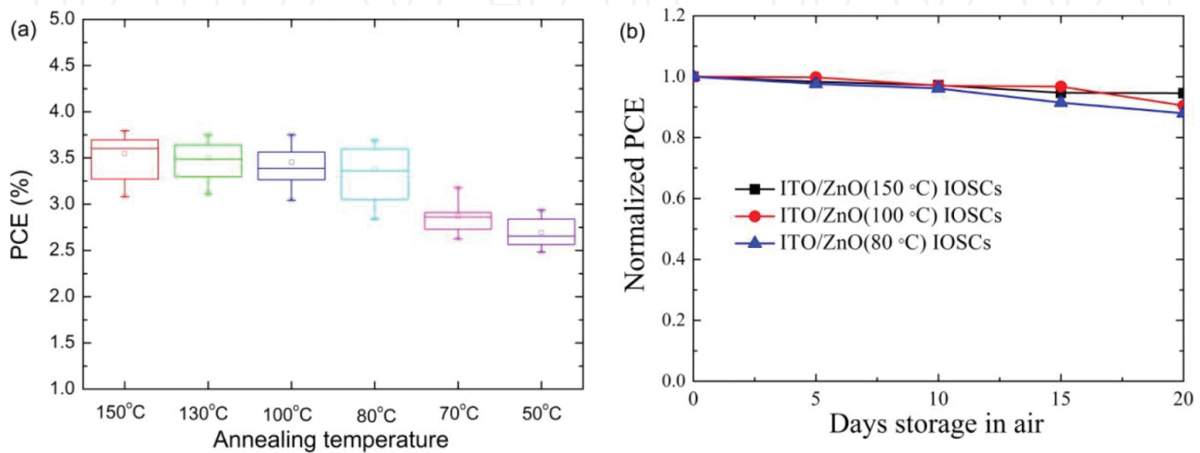 (a)
5.0
4.5
4.0
3.5
3.0
2.5
2.0
1.5
1.0
PCE (%)
150°C 130°C 100°C 80°C 70°C 50°C
Annealing temperature
(b)
1.2
1.0
0.8
0.6
0.4
0.2
0.0
Normalized PCE
ITO/ZnO(150 °C) IOSCs
ITO/ZnO(100 °C) IOSCs
ITO/ZnO(80 °C) IOSCs
0 5 10 15 20
Days storage in air